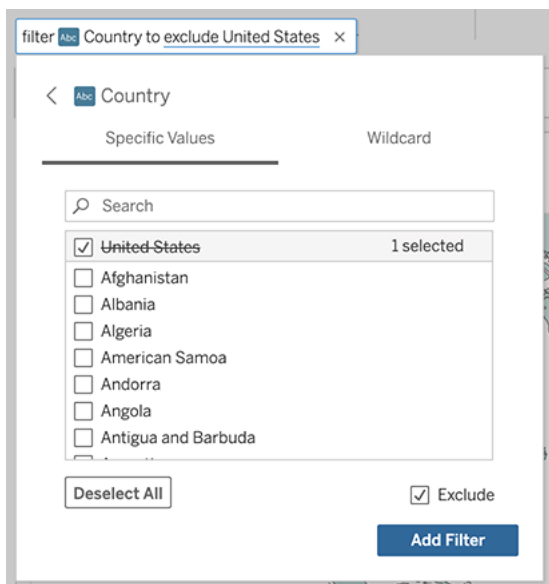 filter Abc Country to exclude United States ×
Abc Country
Specific Values Wildcard
Search
United States 1 selected
Afghanistan
Albania
Algeria
American Samoa
Andorra
Angola
Antigua and Barbuda
Deselect All Exclude
Add Filter